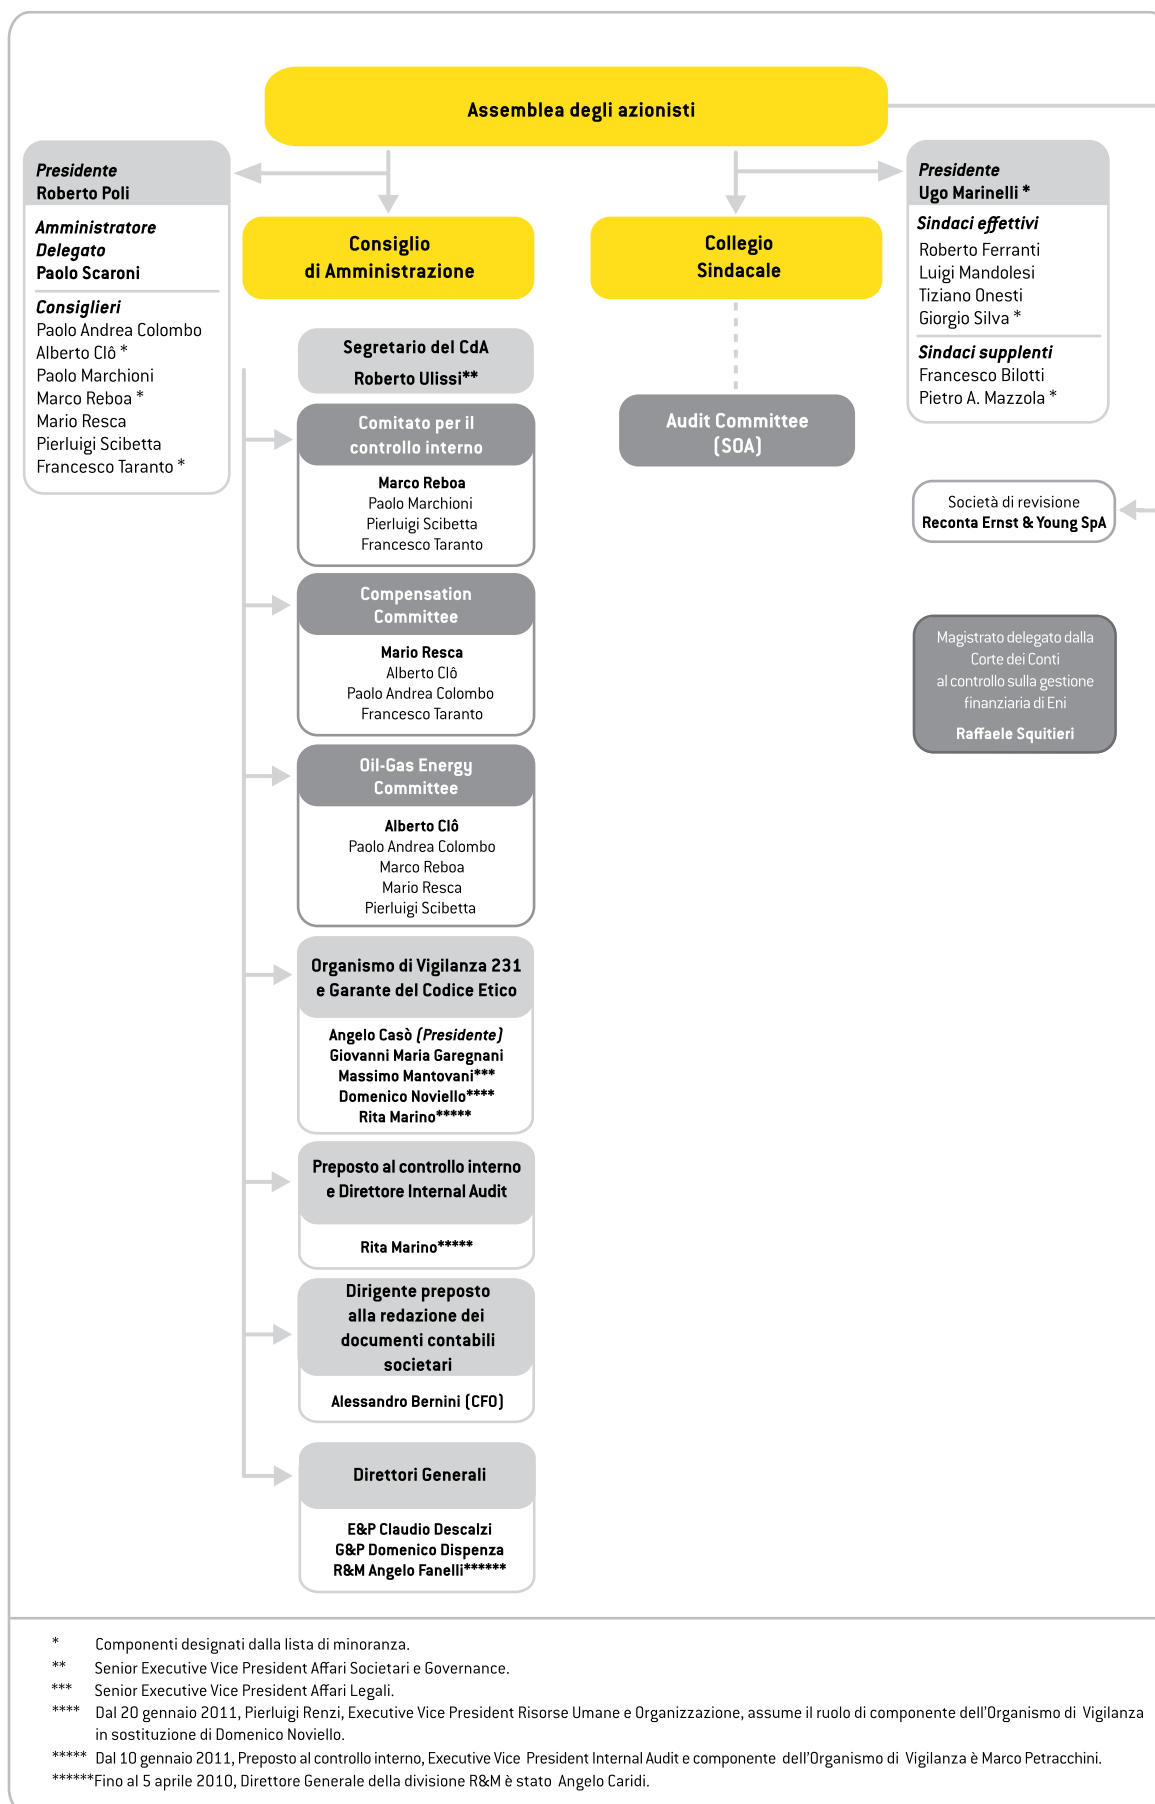 Assemblea degli azionisti
Presidente
Roberto Poli
Amministratore
Delegato
Paolo Scaroni
Consiglieri
Paolo Andrea Colombo
Alberto Clô *
Paolo Marchioni
Marco Reboa *
Mario Resca
Pierluigi Scibetta
Francesco Taranto *
Consiglio
di Amministrazione
Collegio
Sindacale
Presidente
Ugo Marinelli *
Sindaci effettivi
Roberto Ferranti
Luigi Mandolesi
Tiziano Onesti
Giorgio Silva *
Sindaci supplenti
Francesco Bilotti
Pietro A. Mazzola *
Segretario del CdA
Roberto Ulissi**
Comitato per il
controllo interno
Marco Reboa
Paolo Marchioni
Pierluigi Scibetta
Francesco Taranto
Audit Committee
(SOA)
Società di revisione
Reconta Ernst & Young SpA
Compensation
Committee
Mario Resca
Alberto Clô
Paolo Andrea Colombo
Francesco Taranto
Magistrato delegato dalla
Corte dei Conti
al controllo sulla gestione
finanziaria di Eni
Raffaele Squitieri
Oil-Gas Energy
Committee
Alberto Clô
Paolo Andrea Colombo
Marco Reboa
Mario Resca
Pierluigi Scibetta
Organismo di Vigilanza 231
e Garante del Codice Etico
Angelo Casò (Presidente)
Giovanni Maria Garegnani
Massimo Mantovani***
Domenico Noviello****
Rita Marino*****
Preposto al controllo interno
e Direttore Internal Audit
Rita Marino*****
Dirigente preposto
alla redazione dei
documenti contabili
societari
Alessandro Bernini (CFO)
Direttori Generali
E&P Claudio Descalzi
G&P Domenico Dispenza
R&M Angelo Fanelli******
* Componenti designati dalla lista di minoranza.
** Senior Executive Vice President Affari Societari e Governance.
*** Senior Executive Vice President Affari Legali.
**** Dal 20 gennaio 2011, Pierluigi Renzi, Executive Vice President Risorse Umane e Organizzazione, assume il ruolo di componente dell'Organismo di Vigilanza
in sostituzione di Domenico Noviello.
***** Dal 10 gennaio 2011, Preposto al controllo interno, Executive Vice President Internal Audit e componente dell'Organismo di Vigilanza è Marco Petracchini.
******Fino al 5 aprile 2010, Direttore Generale della divisione R&M è stato Angelo Caridi.